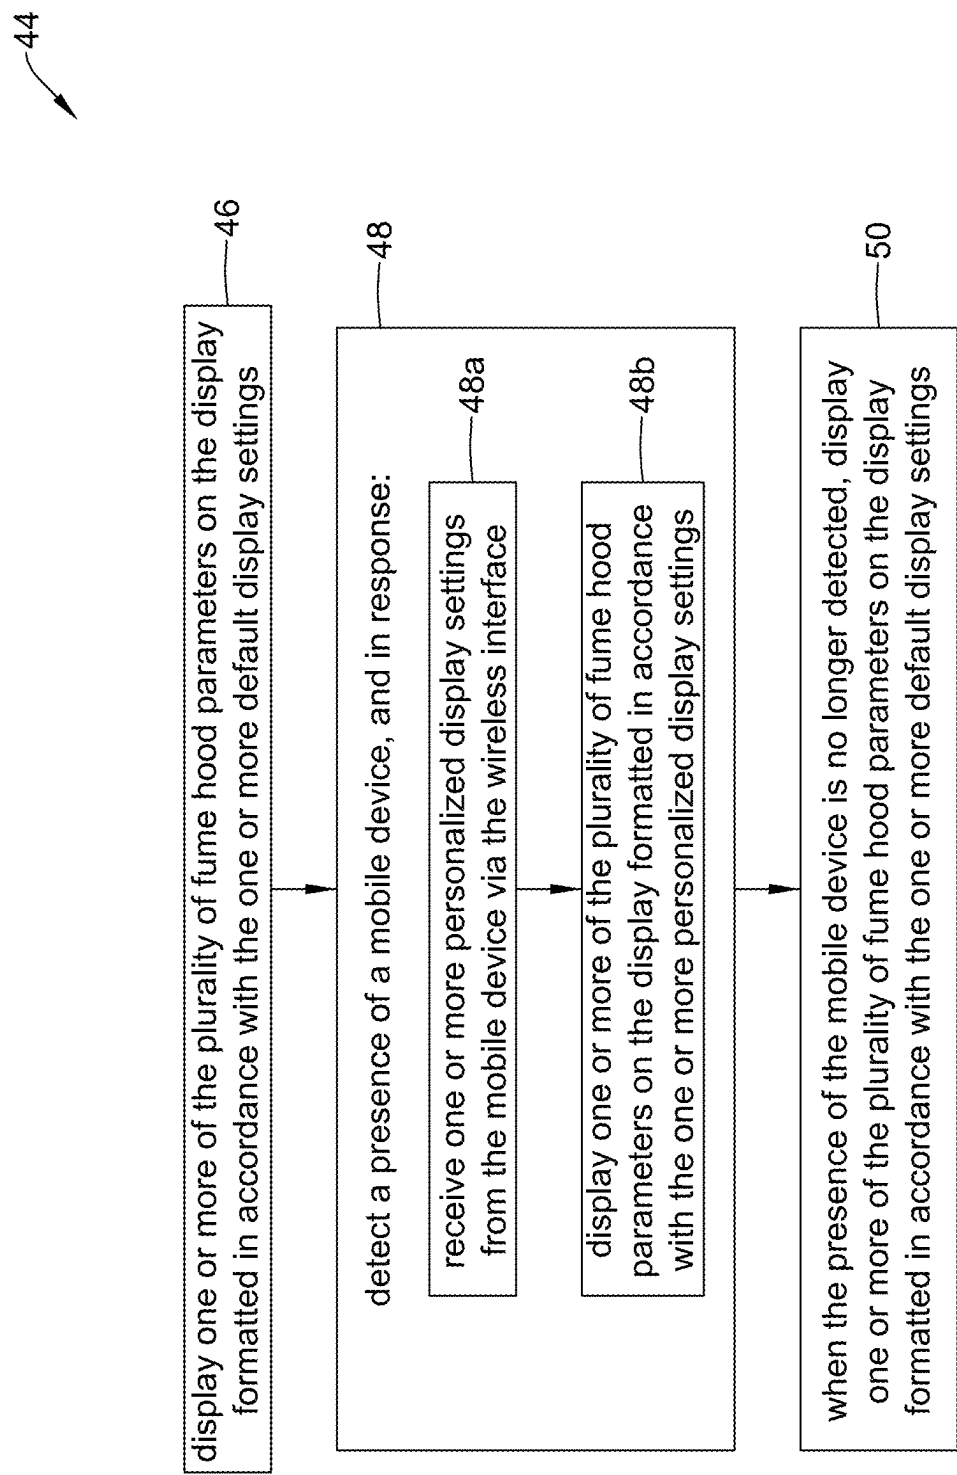 44
46
display one or more of the plurality of fume hood parameters on the display
formatted in accordance with the one or more default display settings
48
detect a presence of a mobile device, and in response:
48a
receive one or more personalized display settings
from the mobile device via the wireless interface
48b
display one or more of the plurality of fume hood
parameters on the display formatted in accordance
with the one or more personalized display settings
50
when the presence of the mobile device is no longer detected, display
one or more of the plurality of fume hood parameters on the display
formatted in accordance with the one or more default display settings